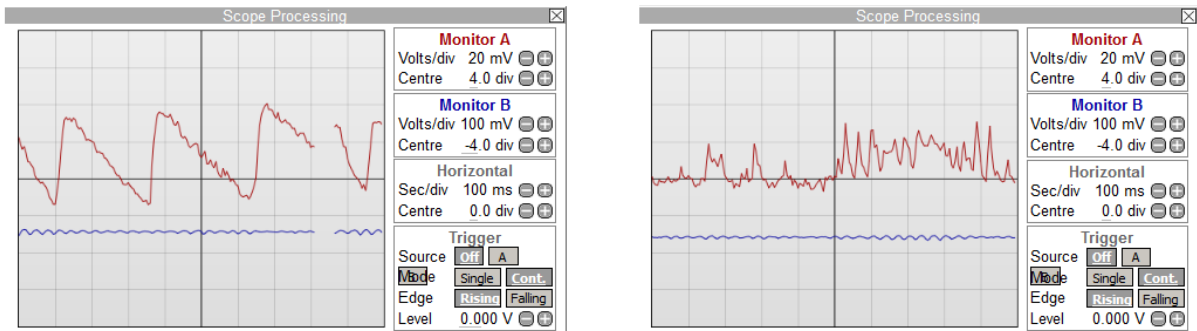 Scope Processing
Monitor A
Volts/div 20 mV
Centre 4.0 div
Monitor B
Volts/div 100 mV
Centre -4.0 div
Horizontal
Sec/div 100 ms
Centre 0.0 div
Trigger
Source Off A
Mode Single Cont.
Edge Rising Falling
Level 0.000 V
Scope Processing
Monitor A
Volts/div 20 mV
Centre 4.0 div
Monitor B
Volts/div 100 mV
Centre -4.0 div
Horizontal
Sec/div 100 ms
Centre 0.0 div
Trigger
Source Off A
Mode Single Cont.
Edge Rising Falling
Level 0.000 V